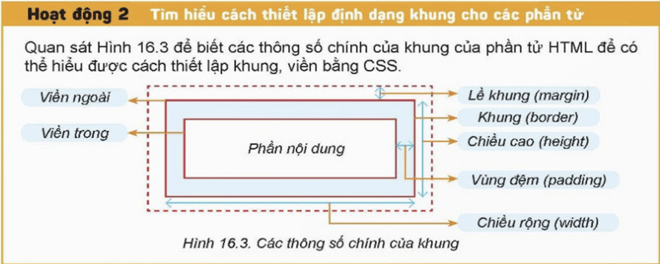 Hoạt động 2 Tìm hiểu cách thiết lập định dạng khung cho các phần tử
Quan sát Hình 16.3 để biết các thông số chính của khung của phần tử HTML để có
thể hiểu được cách thiết lập khung, viền bằng CSS.
Viền ngoài
Viền trong
Phần nội dung
Lề khung (margin)
Khung (border)
Chiều cao (height)
Vùng đệm (padding)
Chiều rộng (width)
Hình 16.3. Các thông số chính của khung